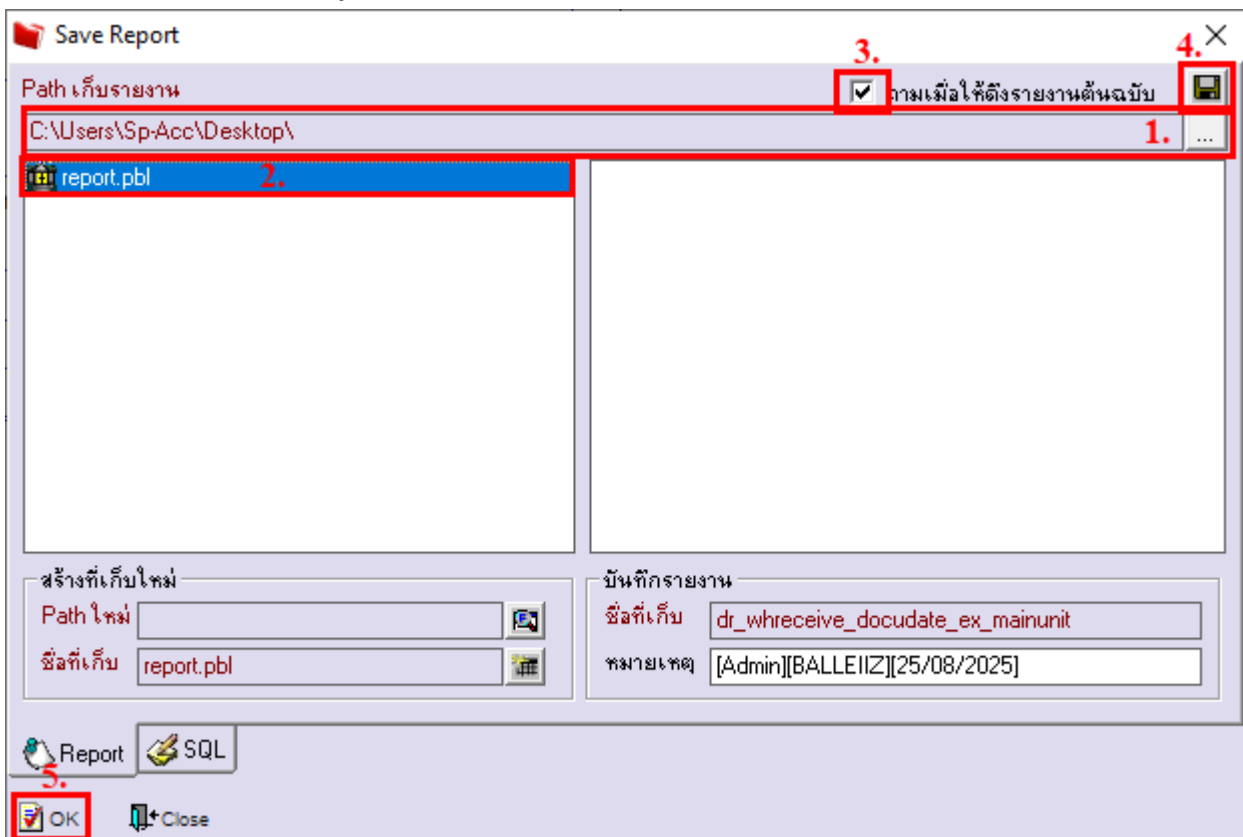 Save Report
3.
4.
Path เก็บรายงาน
ถามเมื่อให้ดึงรายงานต้นฉบับ
C:\Users\Sp-Acc\Desktop\
1.
...
report.pbl
2.
สร้างที่เก็บใหม่
Path ใหม่
ชื่อที่เก็บ report.pbl
บันทึกรายงาน
ชื่อที่เก็บ dr_whreceive_docudate_ex_mainunit
หมายเหตุ [Admin][BALLEIIZ][25/08/2025]
Report SQL
5.
OK Close